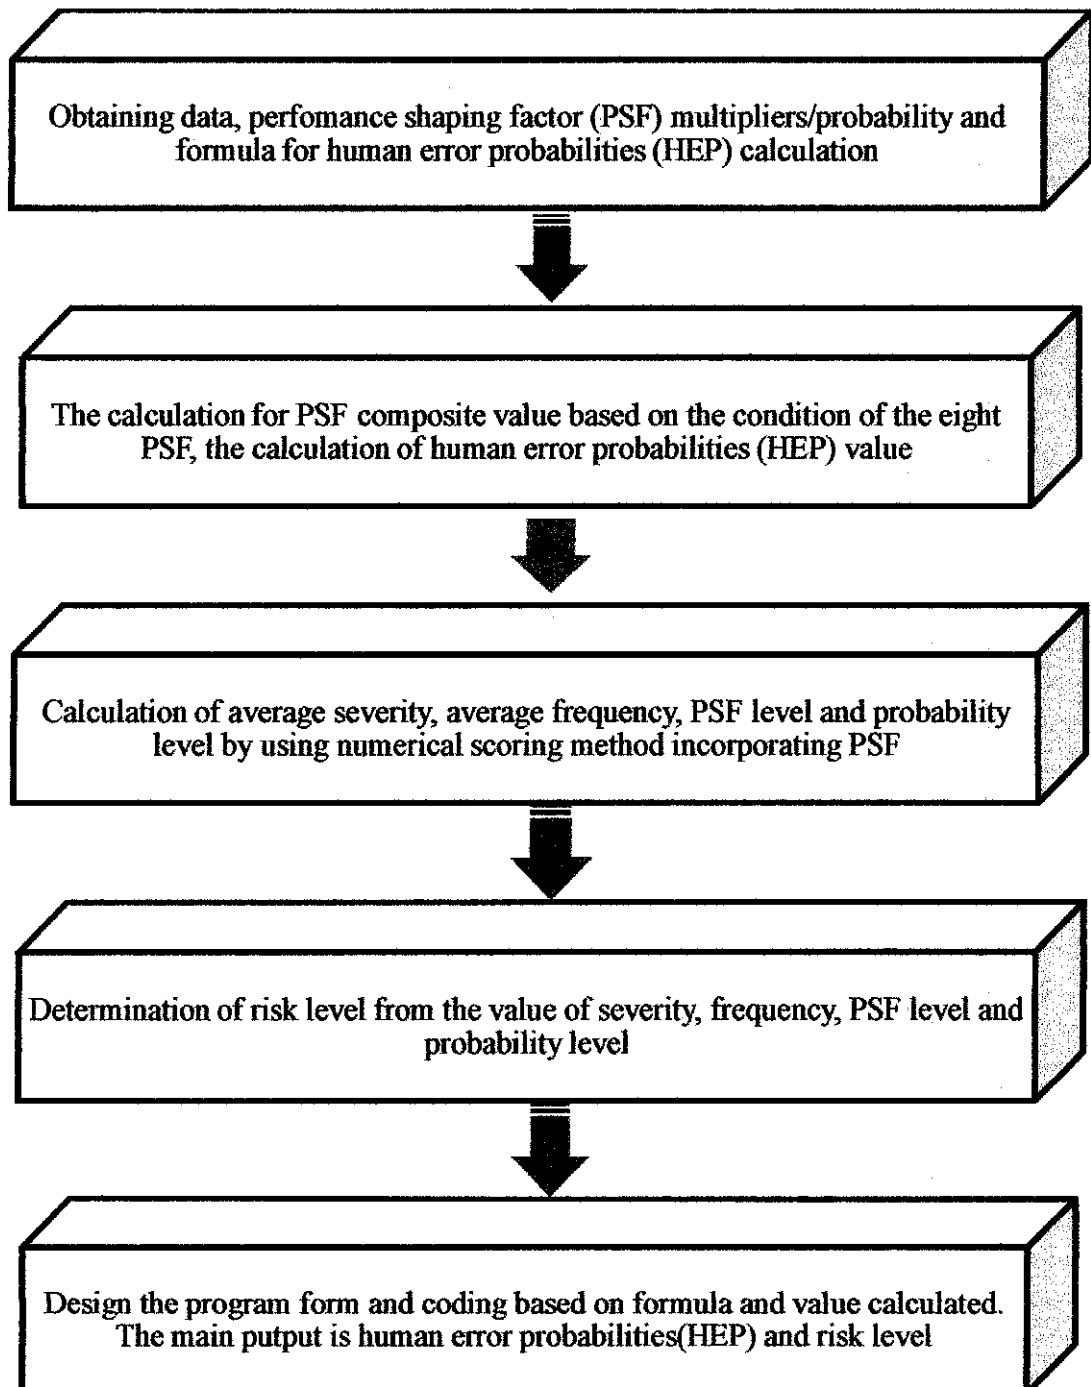 Obtaining data, perfomance shaping factor (PSF) multipliers/probability and
formula for human error probabilities (HEP) calculation
The calculation for PSF composite value based on the condition of the eight
PSF, the calculation of human error probabilities (HEP) value
Calculation of average severity, average frequency, PSF level and probability
level by using numerical scoring method incorporating PSF
Determination of risk level from the value of severity, frequency, PSF level and
probability level
Design the program form and coding based on formula and value calculated.
The main putput is human error probabilities(HEP) and risk level